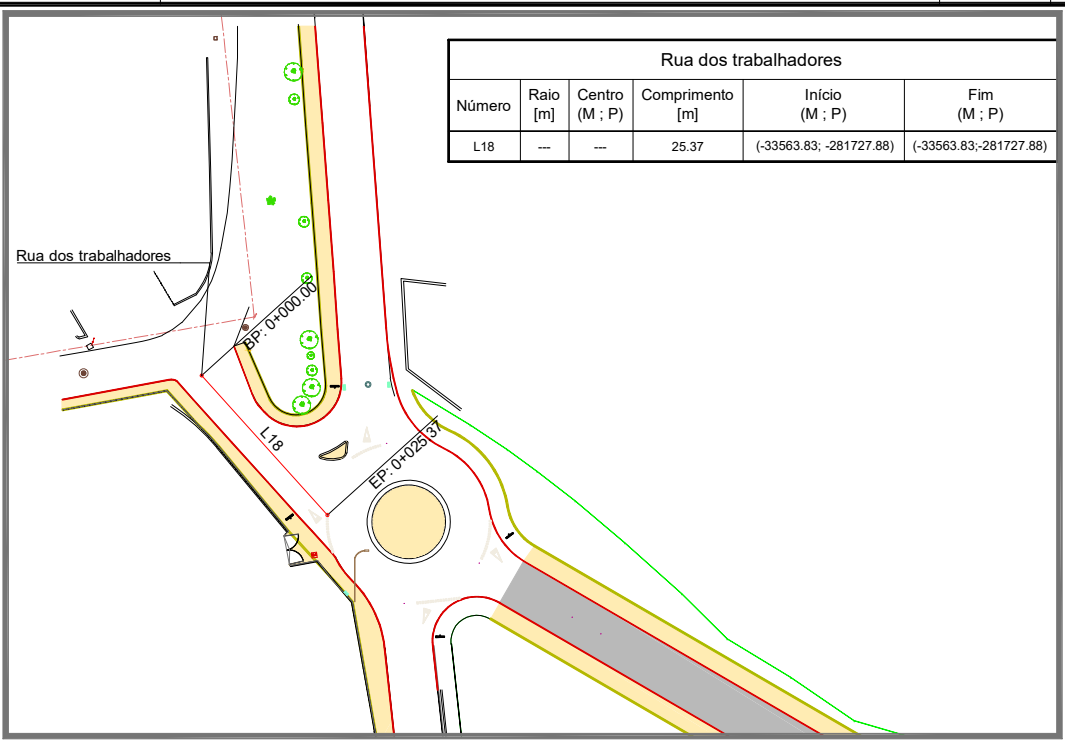 Rua dos trabalhadores
Número
Raio
[m]
Centro
(M ; P)
Comprimento
[m]
Início
(M ; P)
Fim
(M ; P)
L18
---
---
25.37
(-33563.83; -281727.88)
(-33563.83;-281727.88)
Rua dos trabalhadores
BP: 0+000.00
L18
EP: 0+025.37